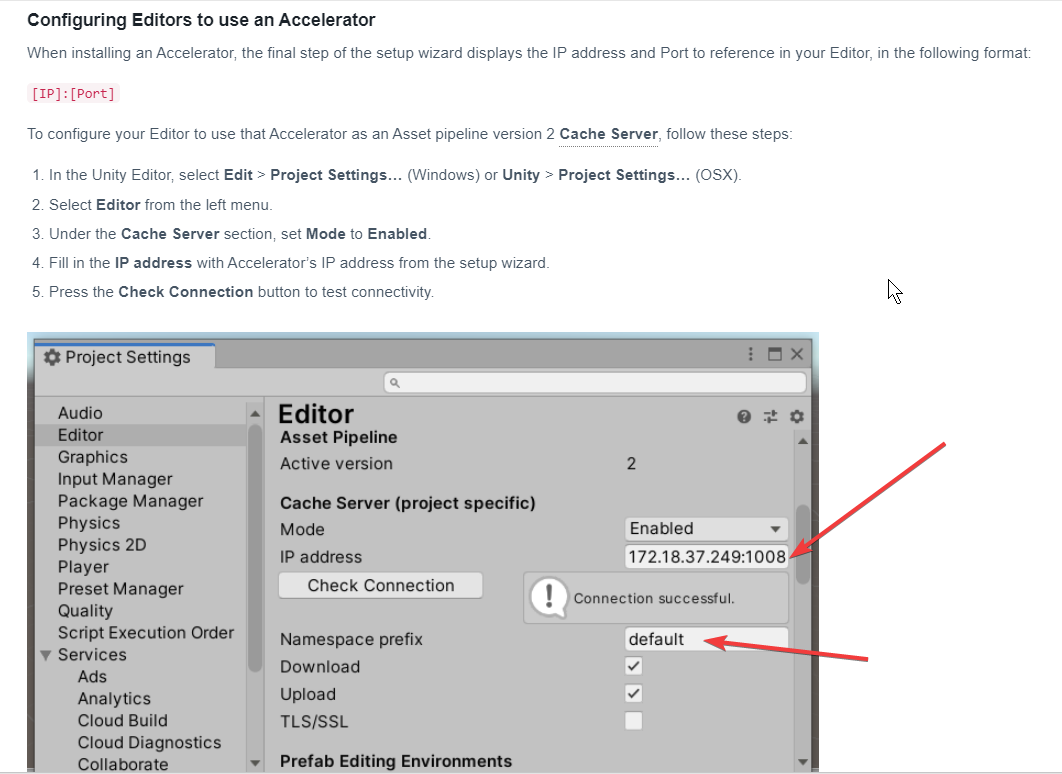 Configuring Editors to use an Accelerator
When installing an Accelerator, the final step of the setup wizard displays the IP address and Port to reference in your Editor, in the following format:
[IP]:[Port]
To configure your Editor to use that Accelerator as an Asset pipeline version 2 Cache Server, follow these steps:
1. In the Unity Editor, select Edit > Project Settings… (Windows) or Unity > Project Settings… (OSX).
2. Select Editor from the left menu.
3. Under the Cache Server section, set Mode to Enabled.
4. Fill in the IP address with Accelerator’s IP address from the setup wizard.
5. Press the Check Connection button to test connectivity.
Project Settings
Audio
Editor
Graphics
Input Manager
Package Manager
Physics
Physics 2D
Player
Preset Manager
Quality
Script Execution Order
Services
Ads
Analytics
Cloud Build
Cloud Diagnostics
Collaborate
Editor
Asset Pipeline
Active version 2
Cache Server (project specific)
Mode Enabled
IP address 172.18.37.249:1008
Check Connection
Connection successful.
Namespace prefix default
Download
Upload
TLS/SSL
Prefab Editing Environments